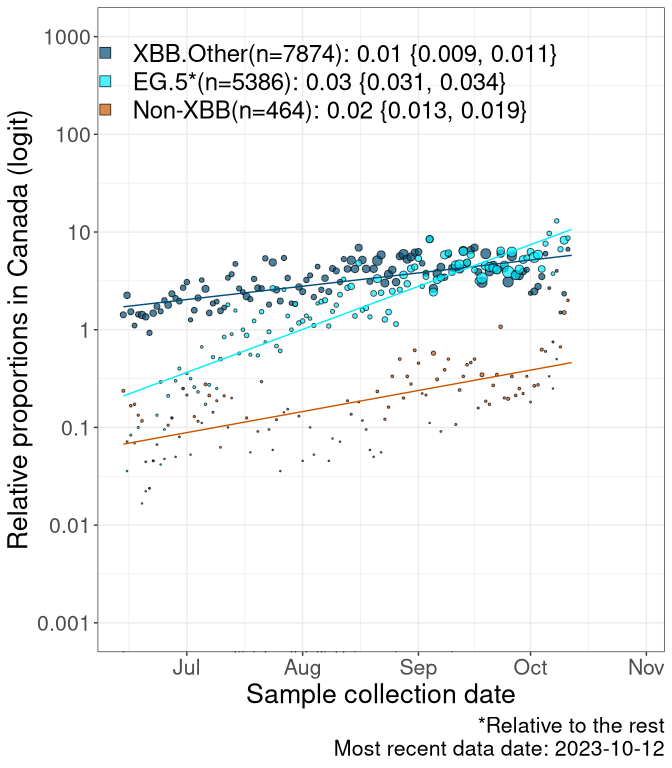 Relative proportions in Canada (logit)
1000
100
10
1
0.1
0.01
0.001
XBB.Other(n=7874): 0.01 {0.009, 0.011}
EG.5*(n=5386): 0.03 {0.031, 0.034}
Non-XBB(n=464): 0.02 {0.013, 0.019}
Jul Aug Sep Oct Nov
Sample collection date
*Relative to the rest
Most recent data date: 2023-10-12